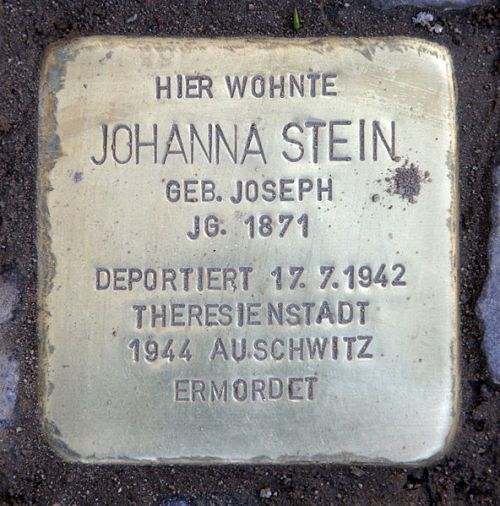 HIER WOHNTE
JOHANNA STEIN
GEB. JOSEPH
JG. 1871
DEPORTIERT 17. 7. 1942
THERESIENSTADT
1944 AUSCHWITZ
ERMORDET